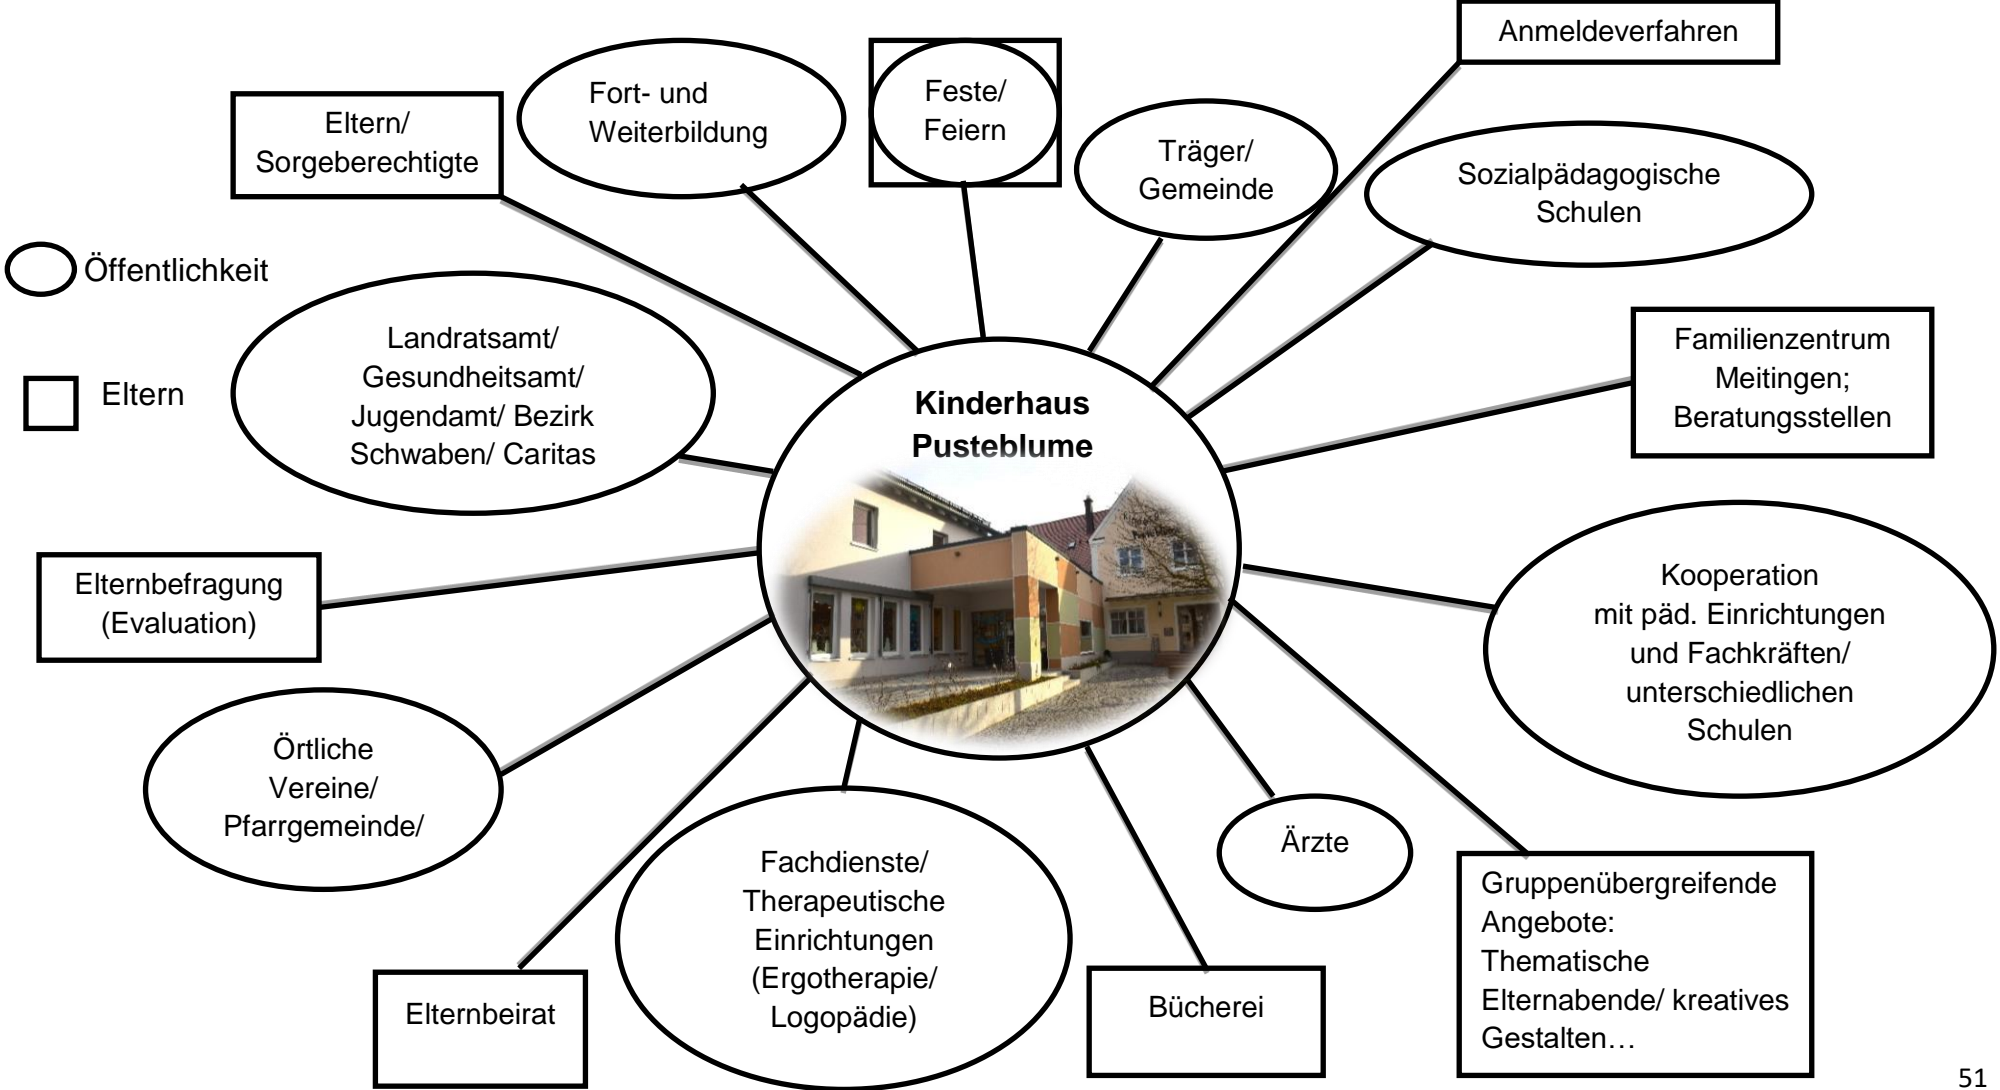 Anmeldeverfahren
Feste/
Feiern
Fort- und
Weiterbildung
Eltern/
Sorgeberechtigte
Träger/
Gemeinde
Sozialpädagogische
Schulen
Öffentlichkeit
Eltern
Landratsamt/
Gesundheitsamt/
Jugendamt/ Bezirk
Schwaben/ Caritas
Kinderhaus
Pusteblume
Familienzentrum
Meitingen;
Beratungsstellen
Elternbefragung
(Evaluation)
Kooperation
mit päd. Einrichtungen
und Fachkräften/
unterschiedlichen
Schulen
Örtliche
Vereine/
Pfarrgemeinde/
Fachdienste/
Therapeutische
Einrichtungen
(Ergotherapie/
Logopädie)
Ärzte
Gruppenübergreifende
Angebote:
Thematische
Elternabende/ kreatives
Gestalten…
Elternbeirat
Bücherei
51